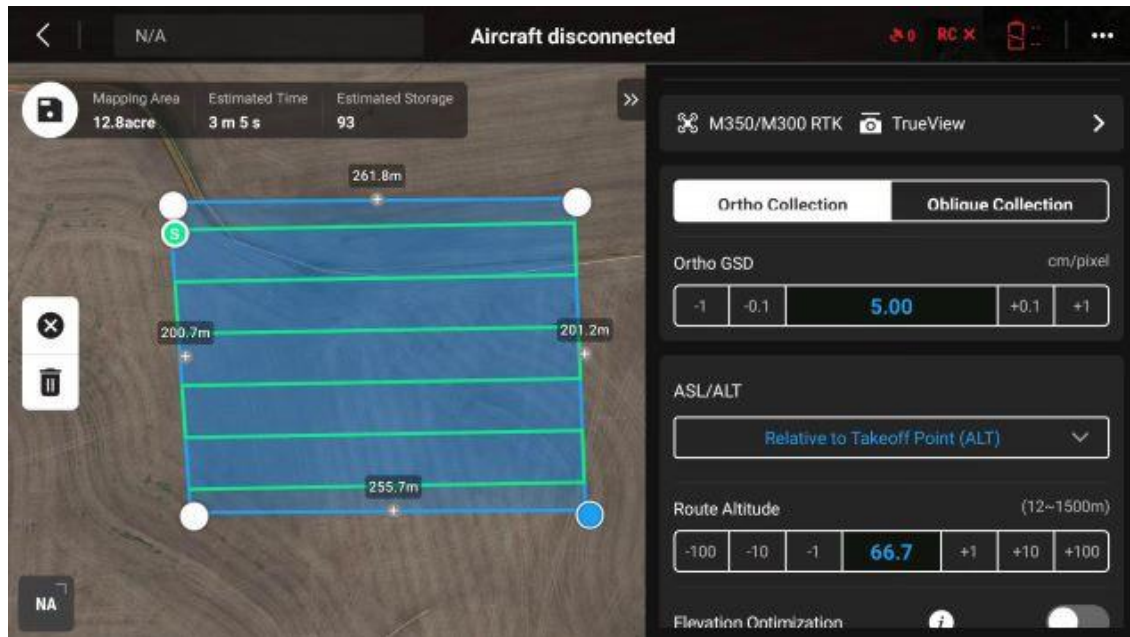 N/A
Aircraft disconnected
0 RC
Mapping Area
12.8acre
Estimated Time
3 m 5 s
Estimated Storage
93
261.8m
S
200.7m
201.2m
255.7m
NA
M350/M300 RTK TrueView
Ortho Collection Oblique Collection
Ortho GSD cm/pixel
-1 -0.1 5.00 +0.1 +1
ASL/ALT
Relative to Takeoff Point (ALT)
Route Altitude (12~1500m)
-100 -10 -1 66.7 +1 +10 +100
Elevation Optimization i